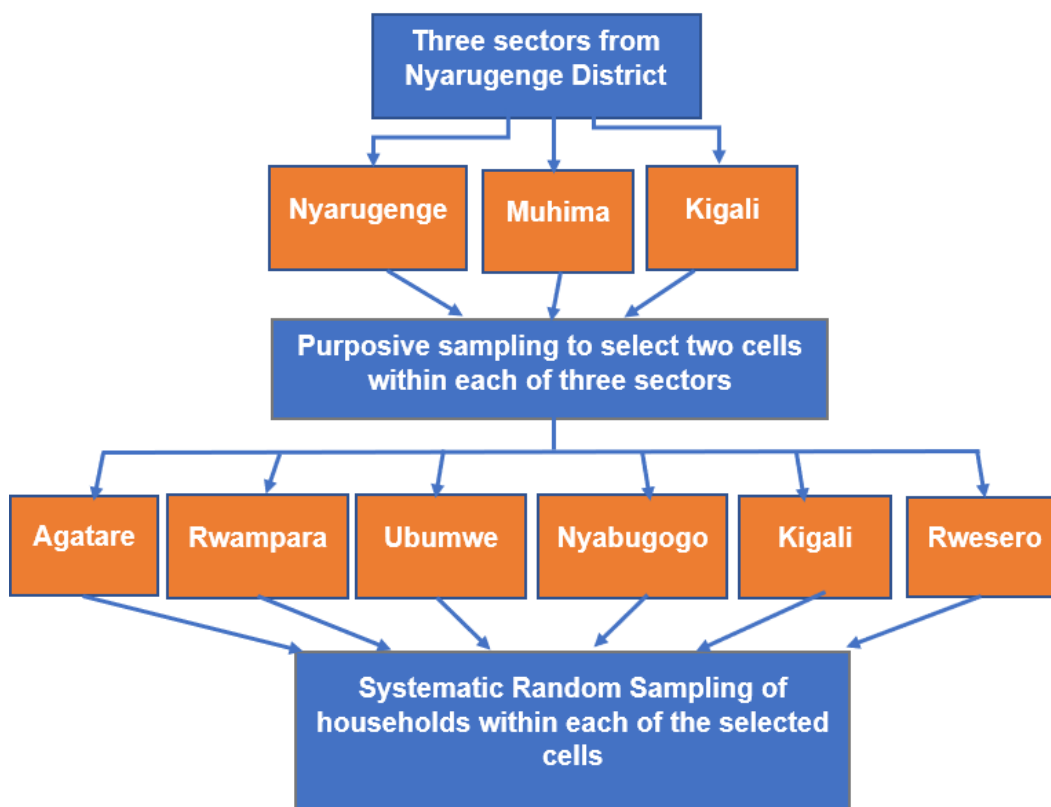 Three sectors from
Nyarugenge District
Nyarugenge
Muhima
Kigali
Purposive sampling to select two cells
within each of three sectors
Agatare
Rwampara
Ubumwe
Nyabugogo
Kigali
Rwesero
Systematic Random Sampling of
households within each of the selected
cells